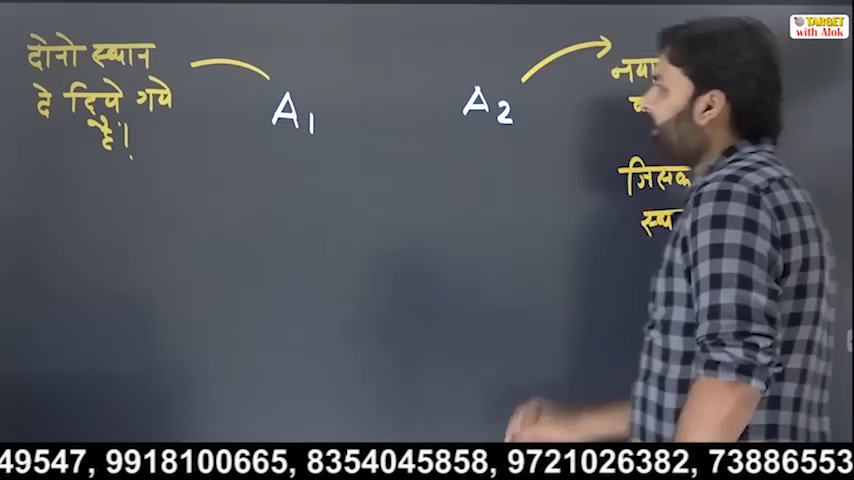 दोनो स्थान
दे दिये गये
है।
A1
A2
TARGET
with Alok
49547, 9918100665, 8354045858, 9721026382, 73886553